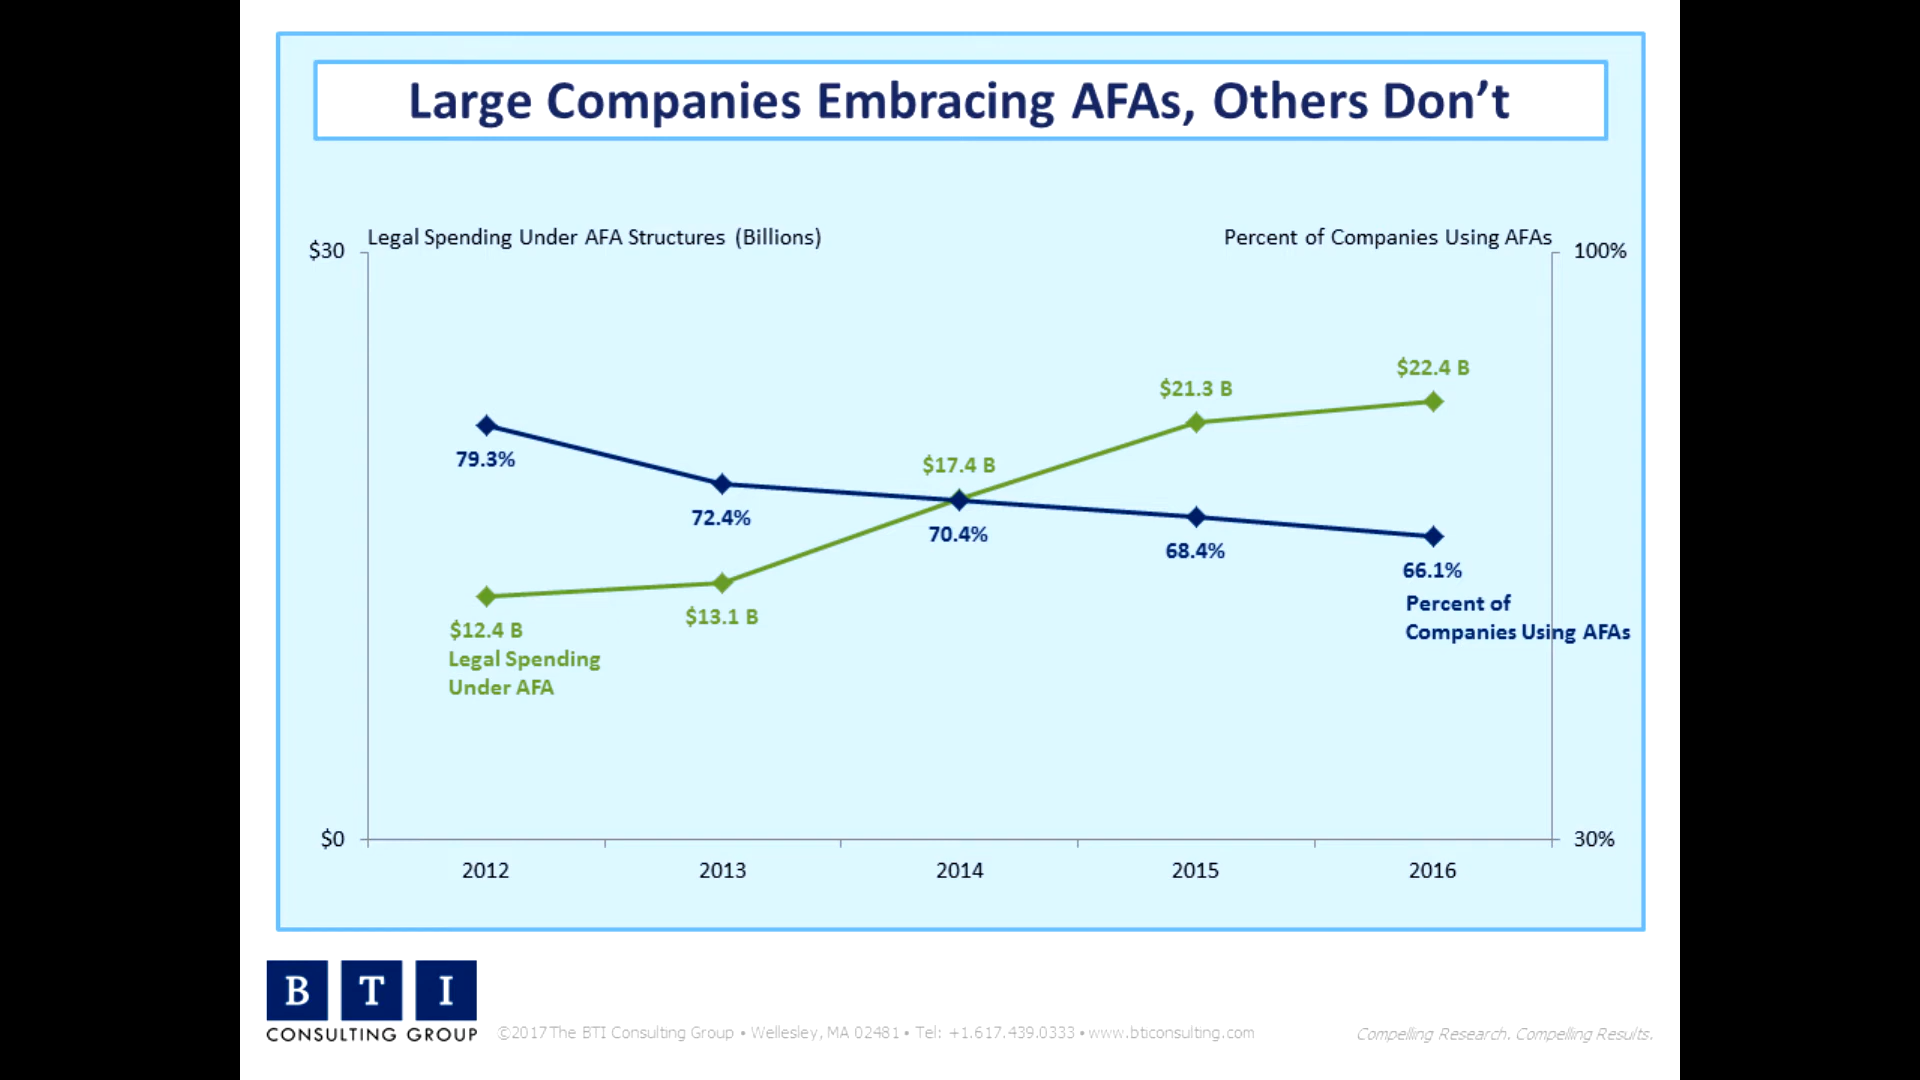 Large Companies Embracing AFAs, Others Don’t
Legal Spending Under AFA Structures (Billions)
Percent of Companies Using AFAs
$30
100%
$22.4 B
$21.3 B
79.3%
$17.4 B
72.4%
70.4%
68.4%
66.1%
Percent of
Companies Using AFAs
$12.4 B
$13.1 B
Legal Spending
Under AFA
$0
30%
2012 2013 2014 2015 2016
B T I
CONSULTING GROUP
©2017 The BTI Consulting Group • Wellesley, MA 02481 • Tel: +1.617.439.0333 • www.bticonsulting.com
Compelling Research. Compelling Results.